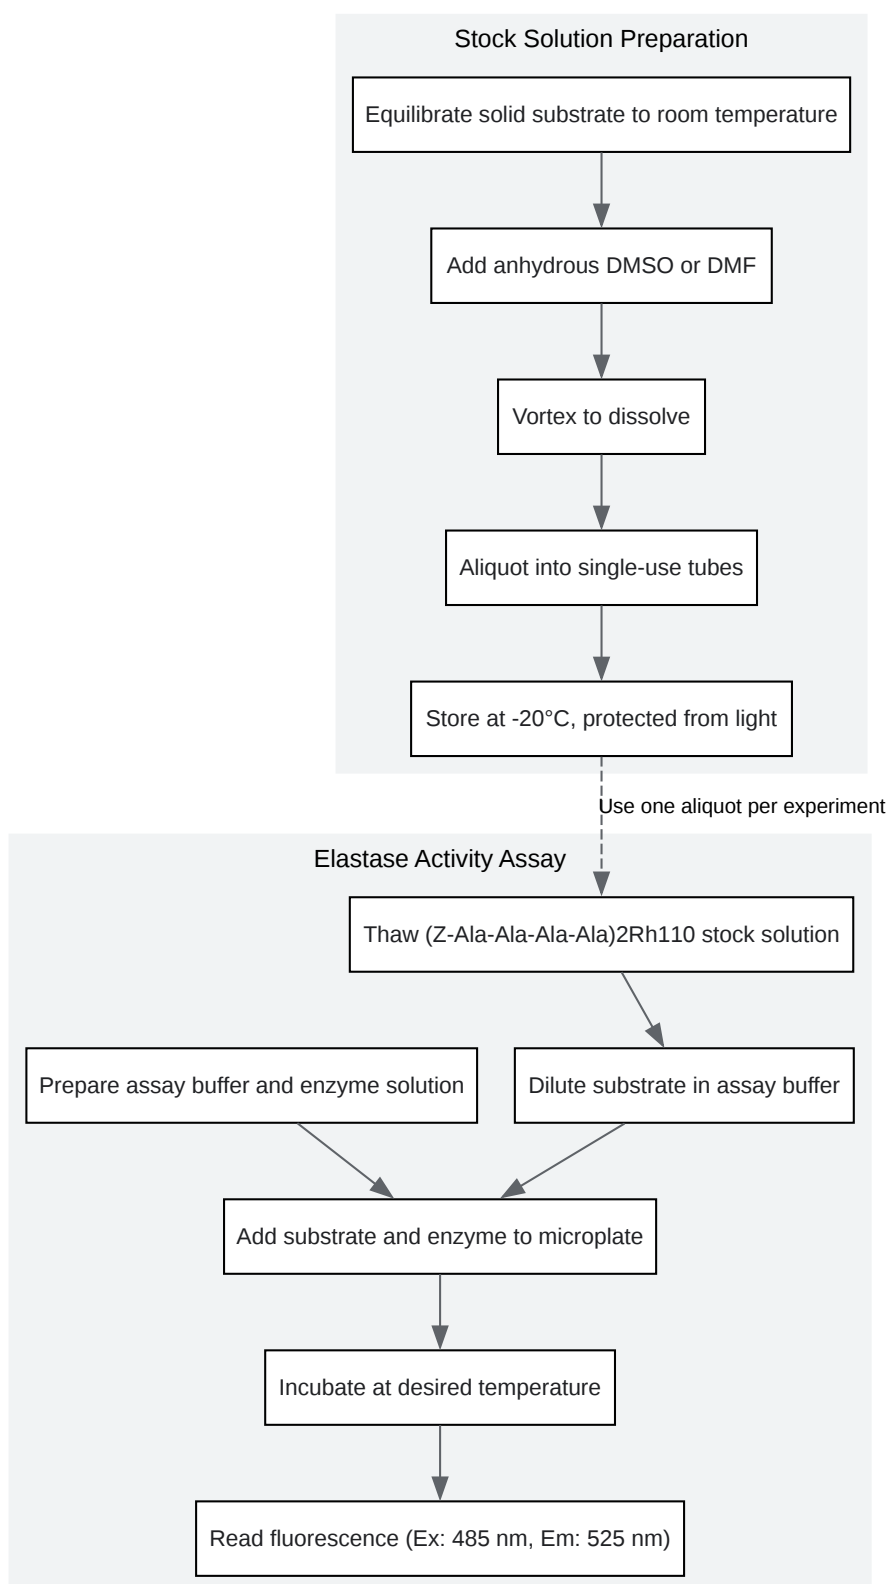 Stock Solution Preparation
Equilibrate solid substrate to room temperature
Add anhydrous DMSO or DMF
Vortex to dissolve
Aliquot into single-use tubes
Store at -20°C, protected from light
Use one aliquot per experiment
Elastase Activity Assay
Thaw (Z-Ala-Ala-Ala-Ala)2Rh110 stock solution
Prepare assay buffer and enzyme solution
Dilute substrate in assay buffer
Add substrate and enzyme to microplate
Incubate at desired temperature
Read fluorescence (Ex: 485 nm, Em: 525 nm)